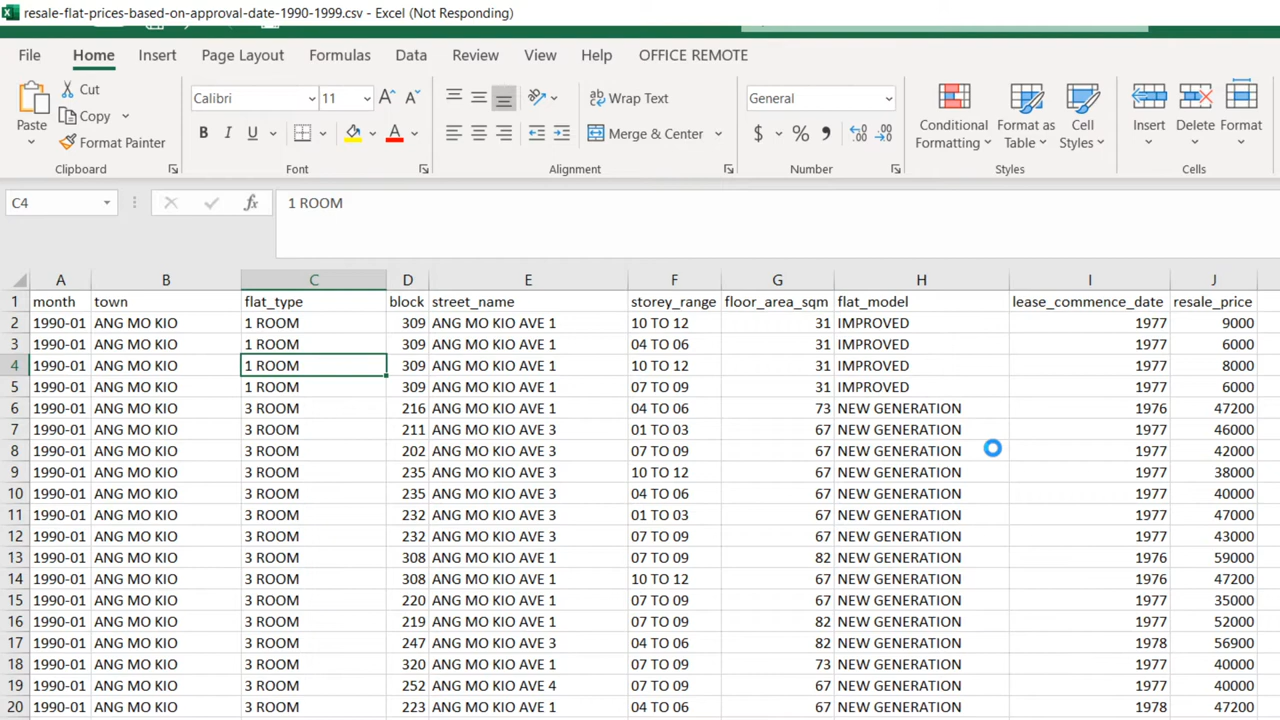 resale-flat-prices-based-on-approval-date-1990-1999.csv - Excel (Not Responding)
File Home Insert Page Layout Formulas Data Review View Help OFFICE REMOTE
Paste
Cut
Copy
Format Painter
Clipboard
Calibri 11
B I U
Font
Wrap Text
Merge & Center
Alignment
General
$ % ,
Number
Conditional Formatting
Format as Table
Cell Styles
Styles
Insert Delete Format
Cells
C4 fx 1 ROOM
A B C D E F G H I J
1 month town flat_type block street_name storey_range floor_area_sqm flat_model lease_commence_date resale_price
2 1990-01 ANG MO KIO 1 ROOM 309 ANG MO KIO AVE 1 10 TO 12 31 IMPROVED 1977 9000
3 1990-01 ANG MO KIO 1 ROOM 309 ANG MO KIO AVE 1 04 TO 06 31 IMPROVED 1977 6000
4 1990-01 ANG MO KIO 1 ROOM 309 ANG MO KIO AVE 1 10 TO 12 31 IMPROVED 1977 8000
5 1990-01 ANG MO KIO 1 ROOM 309 ANG MO KIO AVE 1 07 TO 09 31 IMPROVED 1977 6000
6 1990-01 ANG MO KIO 3 ROOM 216 ANG MO KIO AVE 1 04 TO 06 73 NEW GENERATION 1976 47200
7 1990-01 ANG MO KIO 3 ROOM 211 ANG MO KIO AVE 3 01 TO 03 67 NEW GENERATION 1977 46000
8 1990-01 ANG MO KIO 3 ROOM 202 ANG MO KIO AVE 3 07 TO 09 67 NEW GENERATION 1977 42000
9 1990-01 ANG MO KIO 3 ROOM 235 ANG MO KIO AVE 3 10 TO 12 67 NEW GENERATION 1977 38000
10 1990-01 ANG MO KIO 3 ROOM 235 ANG MO KIO AVE 3 04 TO 06 67 NEW GENERATION 1977 40000
11 1990-01 ANG MO KIO 3 ROOM 232 ANG MO KIO AVE 3 01 TO 03 67 NEW GENERATION 1977 47000
12 1990-01 ANG MO KIO 3 ROOM 232 ANG MO KIO AVE 3 07 TO 09 67 NEW GENERATION 1977 43000
13 1990-01 ANG MO KIO 3 ROOM 308 ANG MO KIO AVE 1 07 TO 09 82 NEW GENERATION 1976 59000
14 1990-01 ANG MO KIO 3 ROOM 308 ANG MO KIO AVE 1 10 TO 12 67 NEW GENERATION 1976 47200
15 1990-01 ANG MO KIO 3 ROOM 220 ANG MO KIO AVE 1 07 TO 09 67 NEW GENERATION 1977 35000
16 1990-01 ANG MO KIO 3 ROOM 219 ANG MO KIO AVE 1 07 TO 09 82 NEW GENERATION 1977 52000
17 1990-01 ANG MO KIO 3 ROOM 247 ANG MO KIO AVE 3 04 TO 06 82 NEW GENERATION 1978 56900
18 1990-01 ANG MO KIO 3 ROOM 320 ANG MO KIO AVE 1 07 TO 09 73 NEW GENERATION 1977 40000
19 1990-01 ANG MO KIO 3 ROOM 252 ANG MO KIO AVE 4 07 TO 09 67 NEW GENERATION 1977 40000
20 1990-01 ANG MO KIO 3 ROOM 223 ANG MO KIO AVE 1 04 TO 06 67 NEW GENERATION 1978 47200